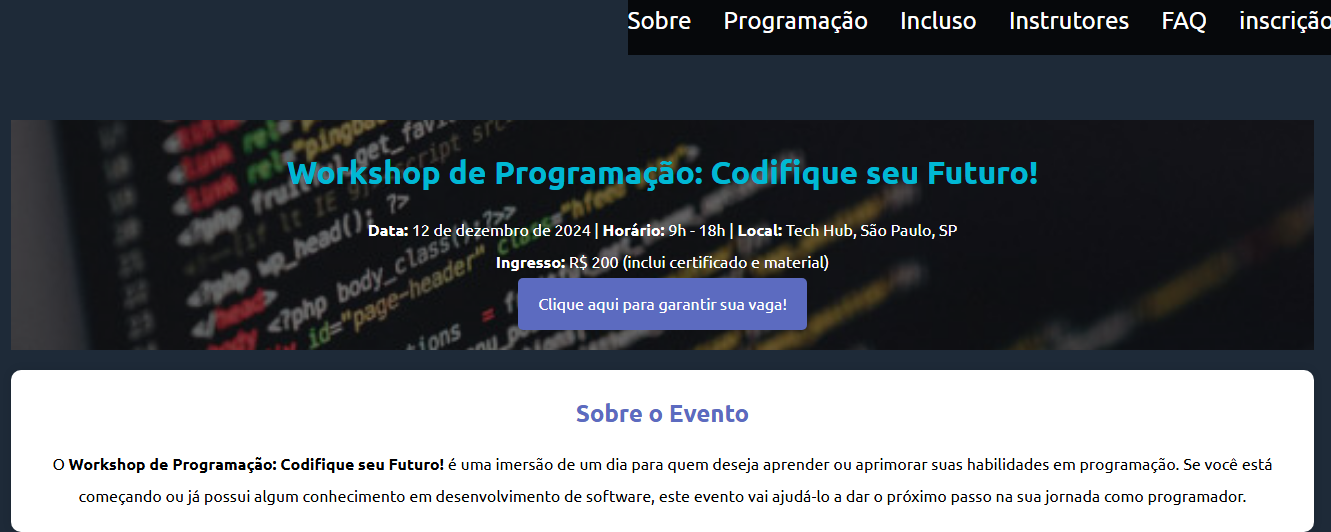 Sobre Programação Incluso Instrutores FAQ inscrição
Workshop de Programação: Codifique seu Futuro!
Data: 12 de dezembro de 2024 | Horário: 9h - 18h | Local: Tech Hub, São Paulo, SP
Ingresso: R$ 200 (inclui certificado e material)
Clique aqui para garantir sua vaga!
Sobre o Evento
O Workshop de Programação: Codifique seu Futuro! é uma imersão de um dia para quem deseja aprender ou aprimorar suas habilidades em programação. Se você está
começando ou já possui algum conhecimento em desenvolvimento de software, este evento vai ajudá-lo a dar o próximo passo na sua jornada como programador.